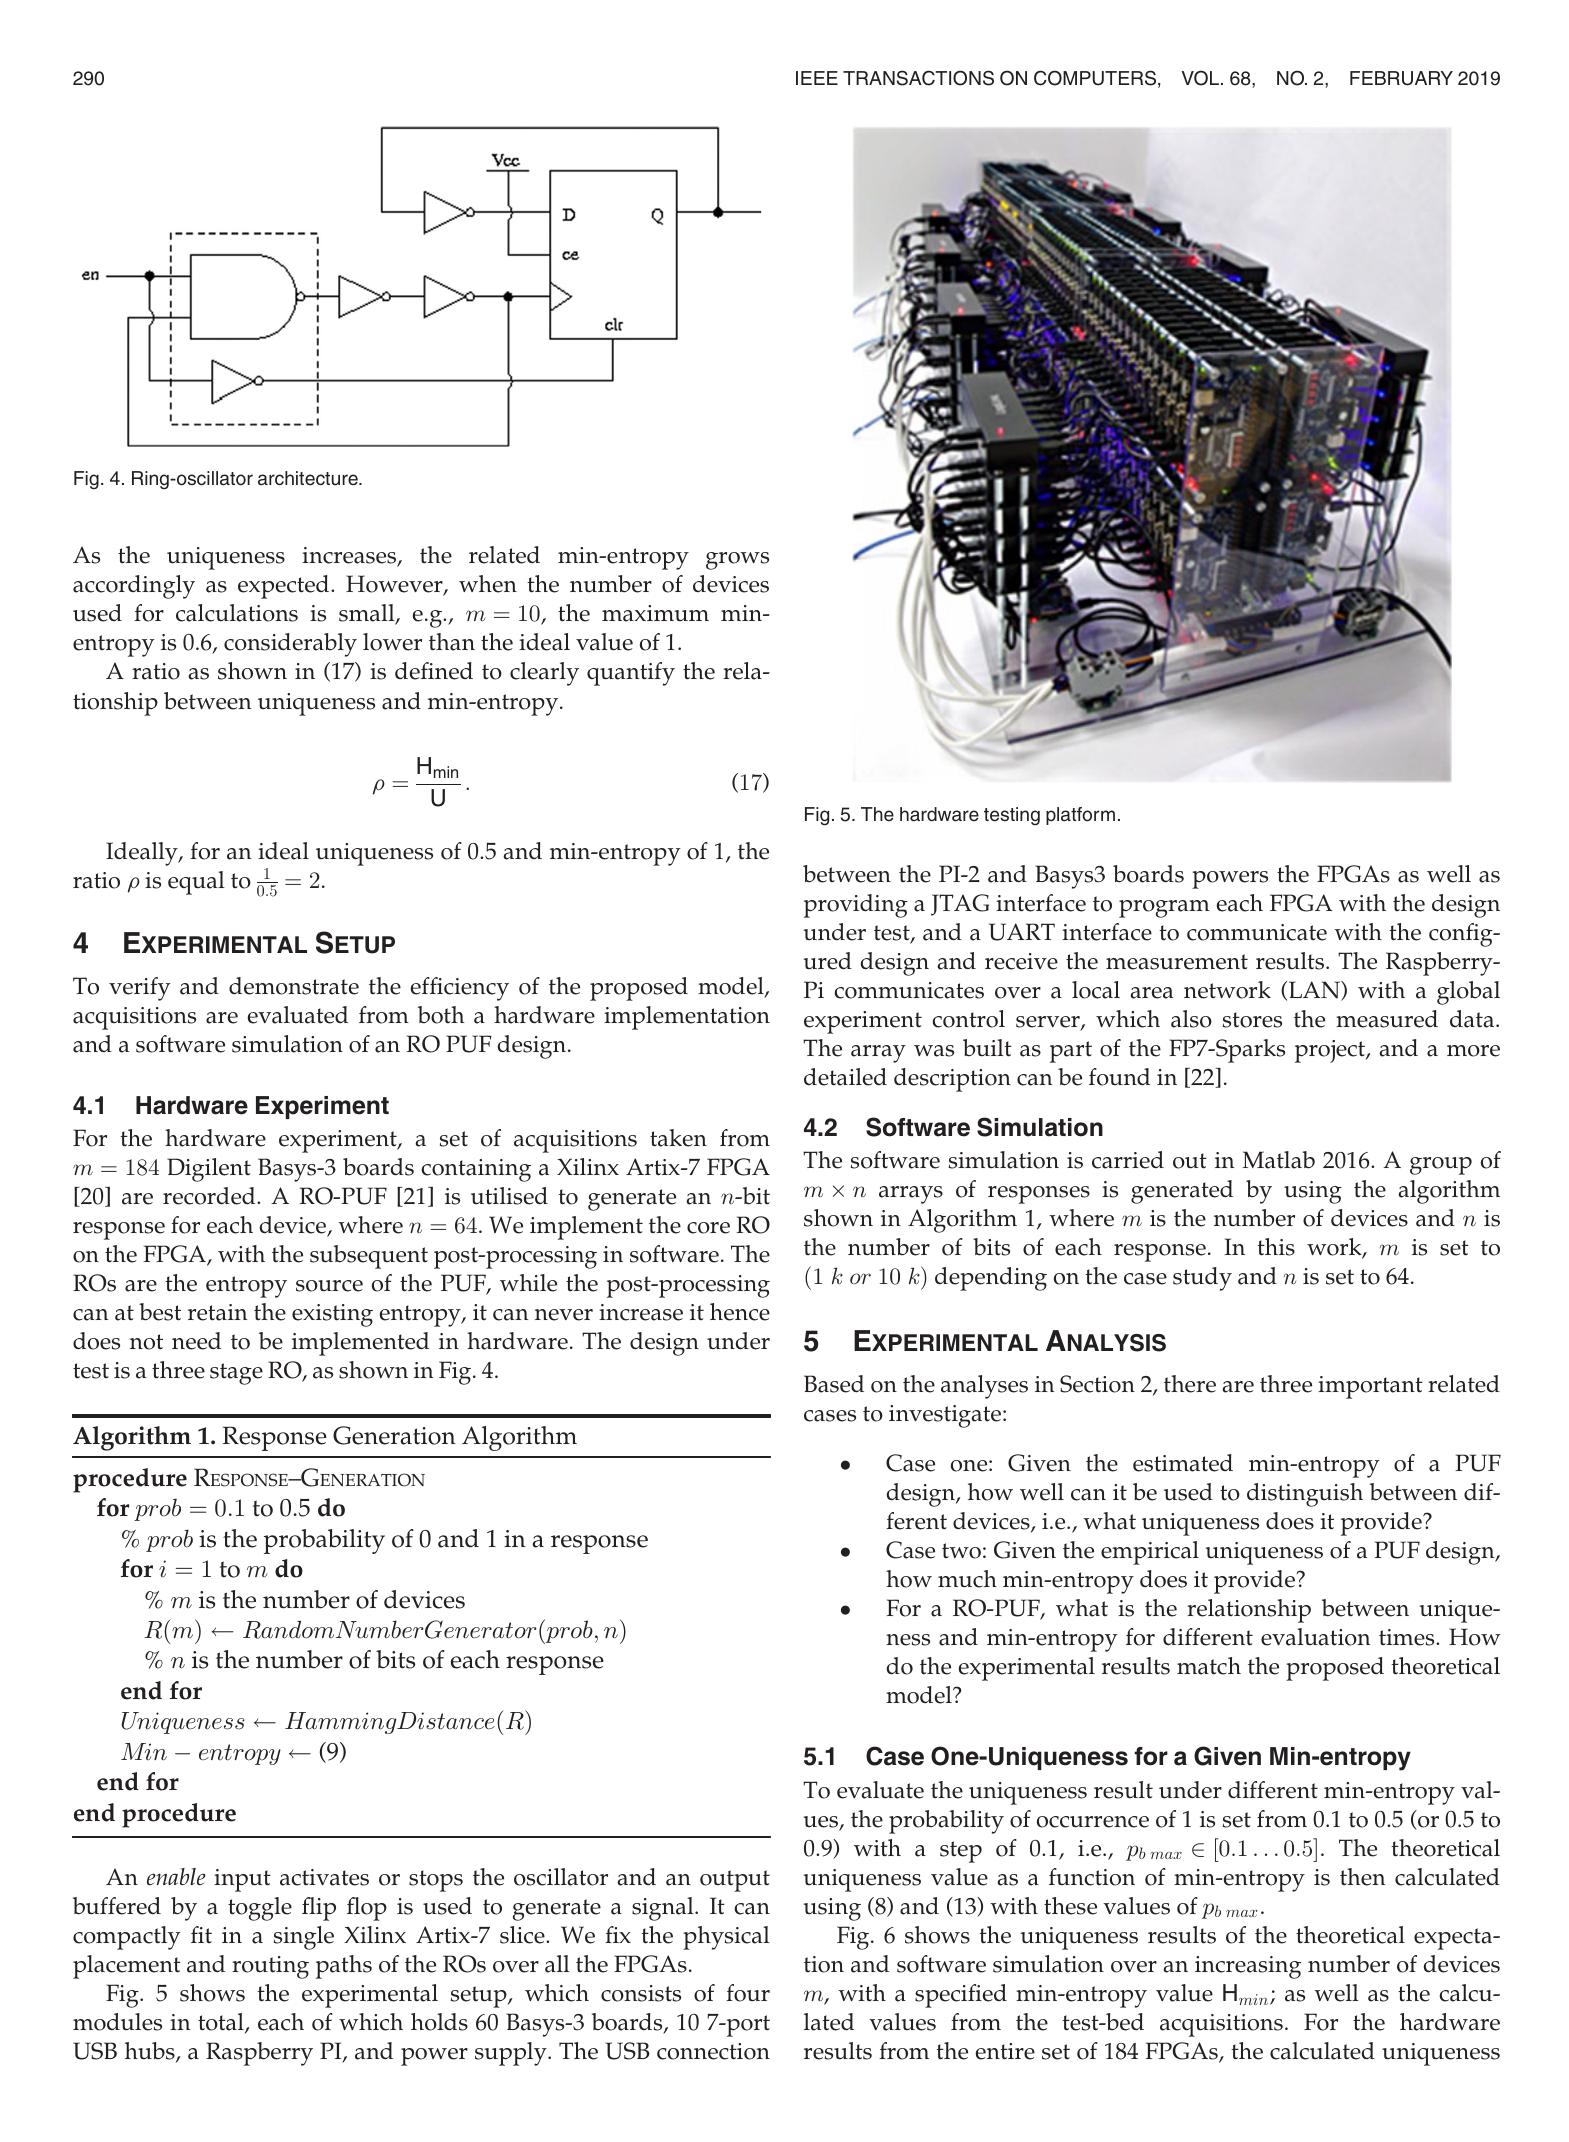 290
IEEE TRANSACTIONS ON COMPUTERS, VOL. 68, NO. 2, FEBRUARY 2019
Vcc
D
Q
ce
en
clr
Fig. 4. Ring-oscillator architecture.
As the uniqueness increases, the related min-entropy grows
accordingly as expected. However, when the number of devices
used for calculations is small, e.g., m = 10, the maximum min-
entropy is 0.6, considerably lower than the ideal value of 1.
A ratio as shown in (17) is defined to clearly quantify the rela-
tionship between uniqueness and min-entropy.
ρ = H_min / U . (17)
Ideally, for an ideal uniqueness of 0.5 and min-entropy of 1, the
ratio ρ is equal to 1/0.5 = 2.
4 EXPERIMENTAL SETUP
To verify and demonstrate the efficiency of the proposed model,
acquisitions are evaluated from both a hardware implementation
and a software simulation of an RO PUF design.
4.1 Hardware Experiment
For the hardware experiment, a set of acquisitions taken from
m = 184 Digilent Basys-3 boards containing a Xilinx Artix-7 FPGA
[20] are recorded. A RO-PUF [21] is utilised to generate an n-bit
response for each device, where n = 64. We implement the core RO
on the FPGA, with the subsequent post-processing in software. The
ROs are the entropy source of the PUF, while the post-processing
can at best retain the existing entropy, it can never increase it hence
does not need to be implemented in hardware. The design under
test is a three stage RO, as shown in Fig. 4.
Algorithm 1. Response Generation Algorithm
procedure RESPONSE–GENERATION
for prob = 0.1 to 0.5 do
% prob is the probability of 0 and 1 in a response
for i = 1 to m do
% m is the number of devices
R(m) ← RandomNumberGenerator(prob, n)
% n is the number of bits of each response
end for
Uniqueness ← HammingDistance(R)
Min − entropy ← (9)
end for
end procedure
An enable input activates or stops the oscillator and an output
buffered by a toggle flip flop is used to generate a signal. It can
compactly fit in a single Xilinx Artix-7 slice. We fix the physical
placement and routing paths of the ROs over all the FPGAs.
Fig. 5 shows the experimental setup, which consists of four
modules in total, each of which holds 60 Basys-3 boards, 10 7-port
USB hubs, a Raspberry PI, and power supply. The USB connection
Fig. 5. The hardware testing platform.
between the PI-2 and Basys3 boards powers the FPGAs as well as
providing a JTAG interface to program each FPGA with the design
under test, and a UART interface to communicate with the config-
ured design and receive the measurement results. The Raspberry-
Pi communicates over a local area network (LAN) with a global
experiment control server, which also stores the measured data.
The array was built as part of the FP7-Sparks project, and a more
detailed description can be found in [22].
4.2 Software Simulation
The software simulation is carried out in Matlab 2016. A group of
m × n arrays of responses is generated by using the algorithm
shown in Algorithm 1, where m is the number of devices and n is
the number of bits of each response. In this work, m is set to
(1 k or 10 k) depending on the case study and n is set to 64.
5 EXPERIMENTAL ANALYSIS
Based on the analyses in Section 2, there are three important related
cases to investigate:
• Case one: Given the estimated min-entropy of a PUF
design, how well can it be used to distinguish between dif-
ferent devices, i.e., what uniqueness does it provide?
• Case two: Given the empirical uniqueness of a PUF design,
how much min-entropy does it provide?
• For a RO-PUF, what is the relationship between unique-
ness and min-entropy for different evaluation times. How
do the experimental results match the proposed theoretical
model?
5.1 Case One-Uniqueness for a Given Min-entropy
To evaluate the uniqueness result under different min-entropy val-
ues, the probability of occurrence of 1 is set from 0.1 to 0.5 (or 0.5 to
0.9) with a step of 0.1, i.e., p_b max ∈ [0.1 . . . 0.5]. The theoretical
uniqueness value as a function of min-entropy is then calculated
using (8) and (13) with these values of p_b max.
Fig. 6 shows the uniqueness results of the theoretical expecta-
tion and software simulation over an increasing number of devices
m, with a specified min-entropy value H_min; as well as the calcu-
lated values from the test-bed acquisitions. For the hardware
results from the entire set of 184 FPGAs, the calculated uniqueness